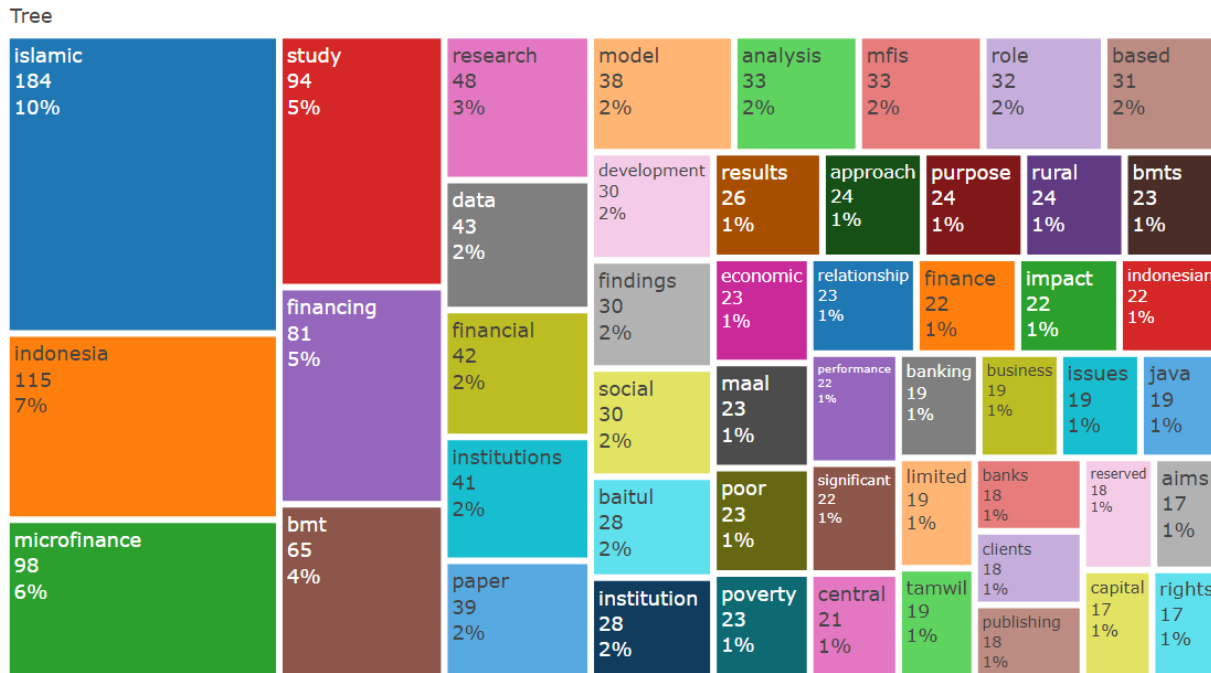 Tree
islamic
184
10%
indonesia
115
7%
microfinance
98
6%
study
94
5%
financing
81
5%
bmt
65
4%
research
48
3%
data
43
2%
financial
42
2%
institutions
41
2%
paper
39
2%
model
38
2%
analysis
33
2%
mfis
33
2%
role
32
2%
based
31
2%
development
30
2%
findings
30
2%
social
30
2%
baitul
28
2%
institution
28
2%
results
26
1%
approach
24
1%
purpose
24
1%
rural
24
1%
bmts
23
1%
economic
23
1%
maal
23
1%
poor
23
1%
poverty
23
1%
relationship
23
1%
finance
22
1%
impact
22
1%
indonesian
22
1%
performance
22
1%
significant
22
1%
central
21
1%
banking
19
1%
business
19
1%
issues
19
1%
java
19
1%
limited
19
1%
tamwil
19
1%
banks
18
1%
clients
18
1%
publishing
18
1%
reserved
18
1%
aims
17
1%
capital
17
1%
rights
17
1%